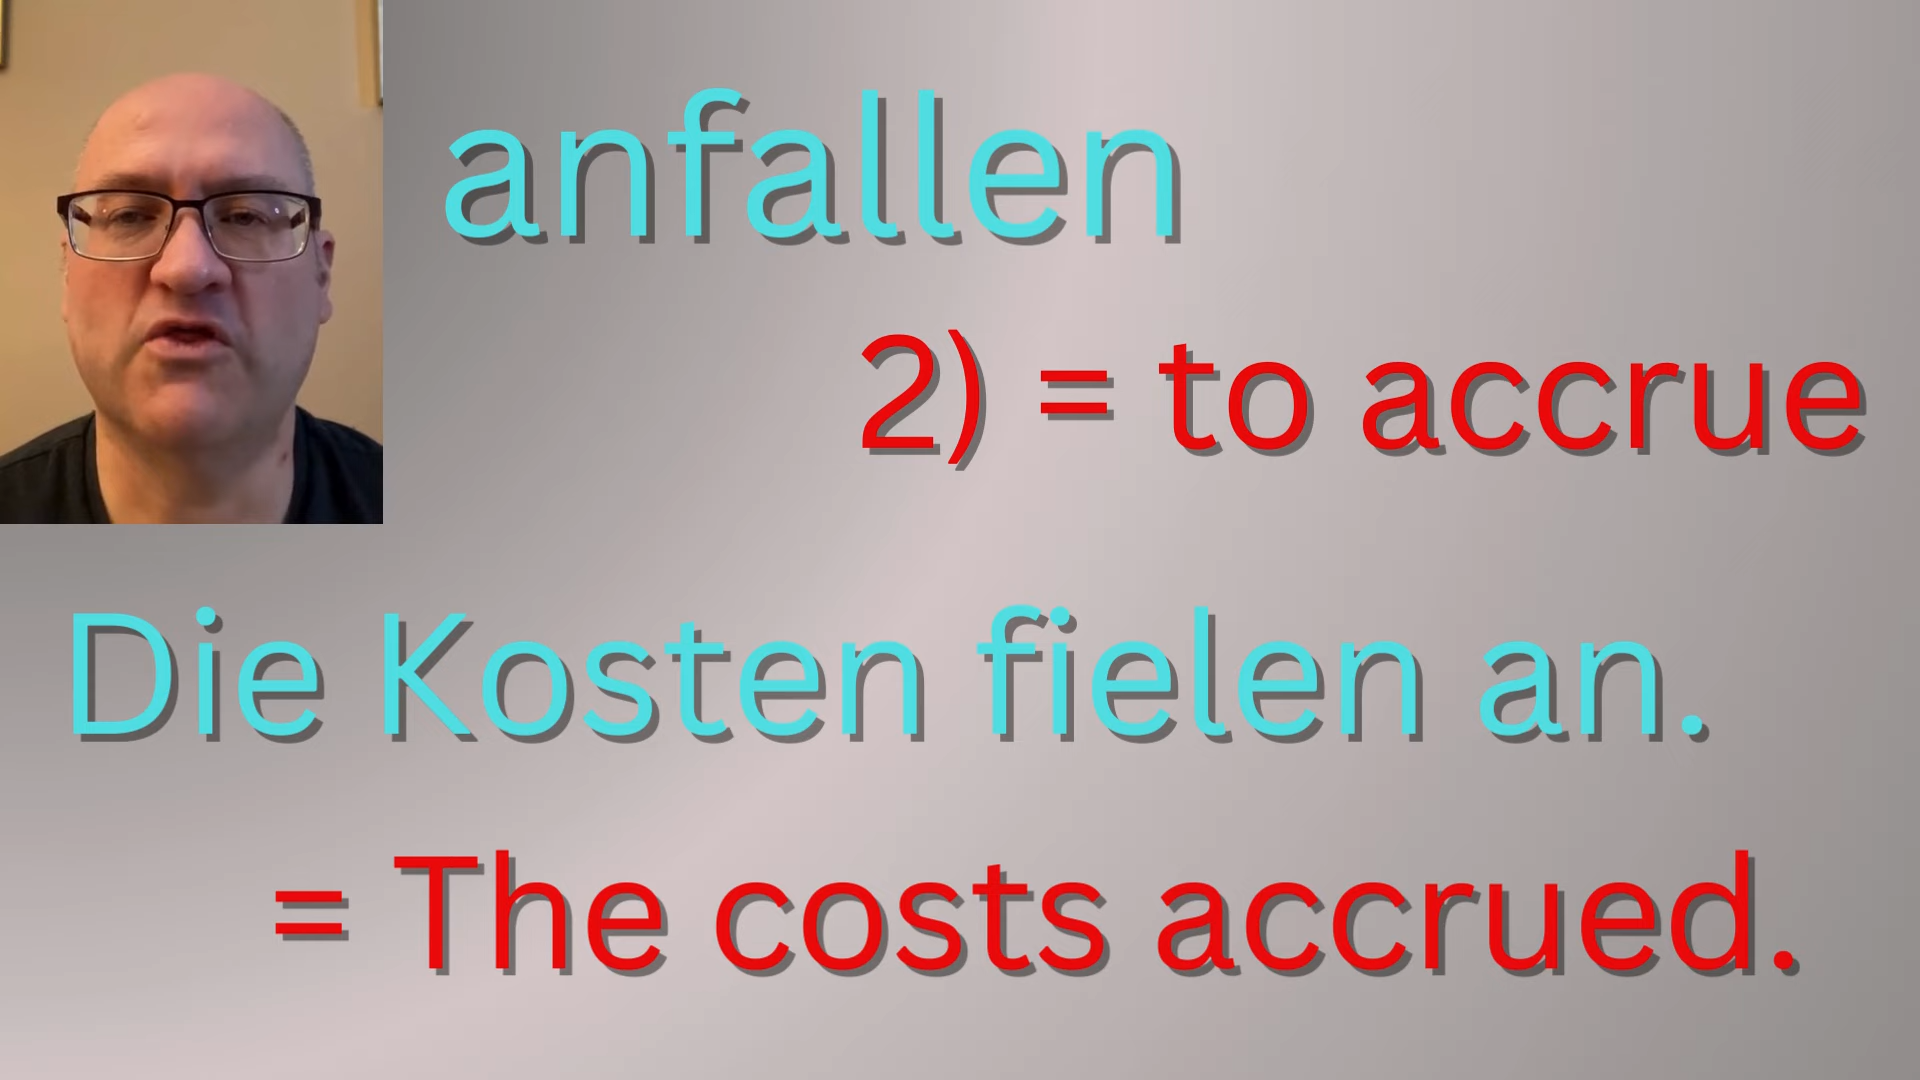 anfallen
2) = to accrue
Die Kosten fielen an.
= The costs accrued.